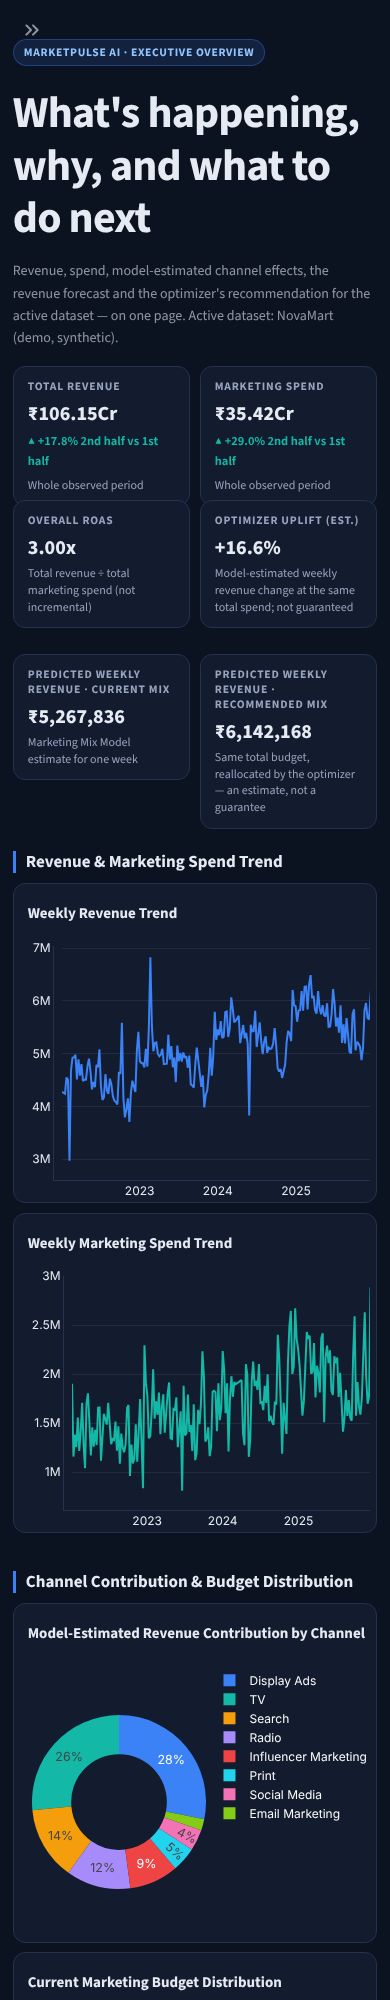 MARKETPULSE AI · EXECUTIVE OVERVIEW
What's happening,
why, and what to
do next
Revenue, spend, model-estimated channel effects, the
revenue forecast and the optimizer's recommendation for the
active dataset — on one page. Active dataset: NovaMart
(demo, synthetic).
TOTAL REVENUE
₹106.15Cr
▲ +17.8% 2nd half vs 1st
half
Whole observed period
MARKETING SPEND
₹35.42Cr
▲ +29.0% 2nd half vs 1st
half
Whole observed period
OVERALL ROAS
3.00x
Total revenue ÷ total
marketing spend (not
incremental)
OPTIMIZER UPLIFT (EST.)
+16.6%
Model-estimated weekly
revenue change at the same
total spend; not guaranteed
PREDICTED WEEKLY
REVENUE · CURRENT MIX
₹5,267,836
Marketing Mix Model
estimate for one week
PREDICTED WEEKLY
REVENUE ·
RECOMMENDED MIX
₹6,142,168
Same total budget,
reallocated by the optimizer
— an estimate, not a
guarantee
Revenue & Marketing Spend Trend
Weekly Revenue Trend
7M
6M
5M
4M
3M
2023 2024 2025
Weekly Marketing Spend Trend
3M
2.5M
2M
1.5M
1M
2023 2024 2025
Channel Contribution & Budget Distribution
Model-Estimated Revenue Contribution by Channel
Display Ads
TV
Search
Radio
Influencer Marketing
Print
Social Media
Email Marketing
26%
28%
14%
12%
9%
5%
4%
Current Marketing Budget Distribution